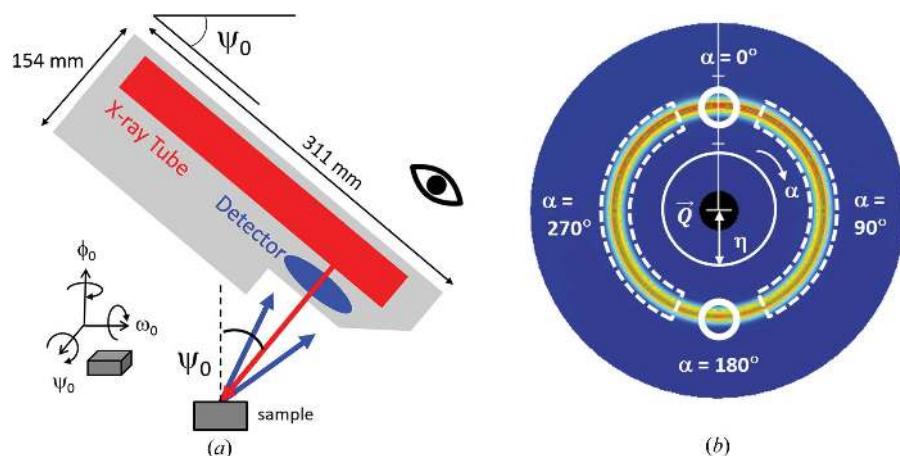 ψ₀
154 mm
X-ray Tube
311 mm
Detector
ϕ₀
ω₀
ψ₀
ψ₀
sample
(a)
α = 0°
α
α =
270°
Q
η
α =
90°
α = 180°
(b)